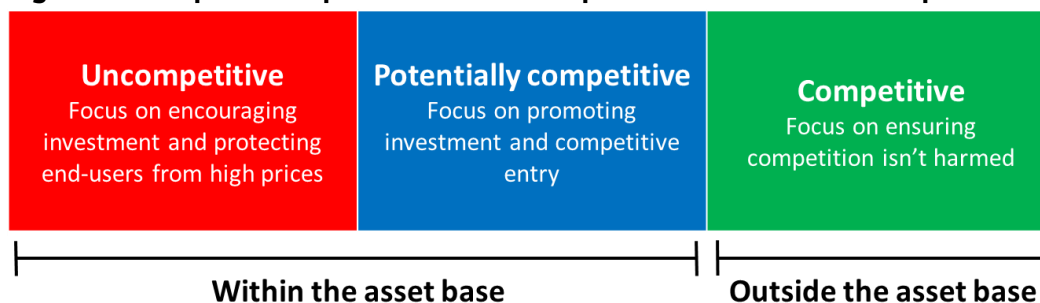 Uncompetitive
Focus on encouraging
investment and protecting
end-users from high prices
Potentially competitive
Focus on promoting
investment and competitive
entry
Competitive
Focus on ensuring
competition isn't harmed
Within the asset base
Outside the asset base